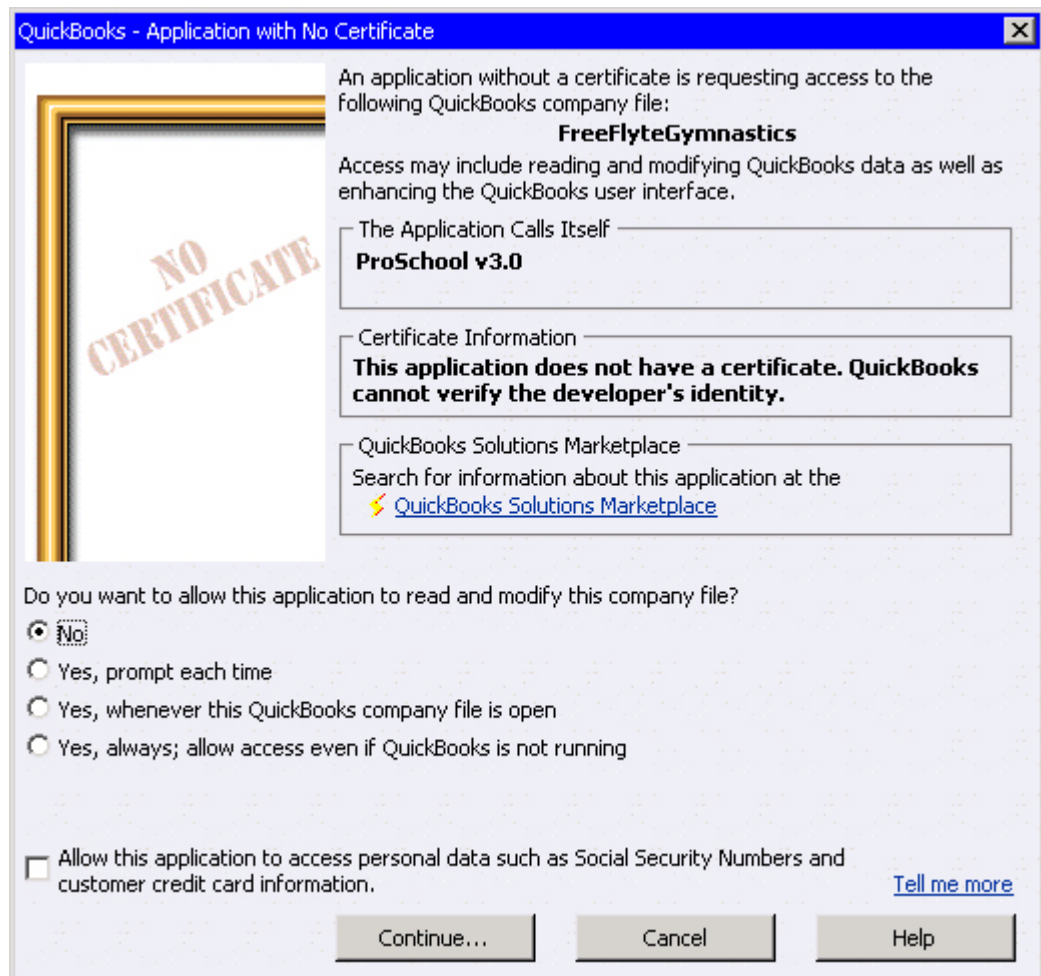 QuickBooks - Application with No Certificate
An application without a certificate is requesting access to the
following QuickBooks company file:
FreeFlyteGymnastics
Access may include reading and modifying QuickBooks data as well as
enhancing the QuickBooks user interface.
NO
CERTIFICATE
The Application Calls Itself
ProSchool v3.0
Certificate Information
This application does not have a certificate. QuickBooks
cannot verify the developer's identity.
QuickBooks Solutions Marketplace
Search for information about this application at the
QuickBooks Solutions Marketplace
Do you want to allow this application to read and modify this company file?
No
Yes, prompt each time
Yes, whenever this QuickBooks company file is open
Yes, always; allow access even if QuickBooks is not running
Allow this application to access personal data such as Social Security Numbers and
customer credit card information.
Tell me more
Continue...
Cancel
Help